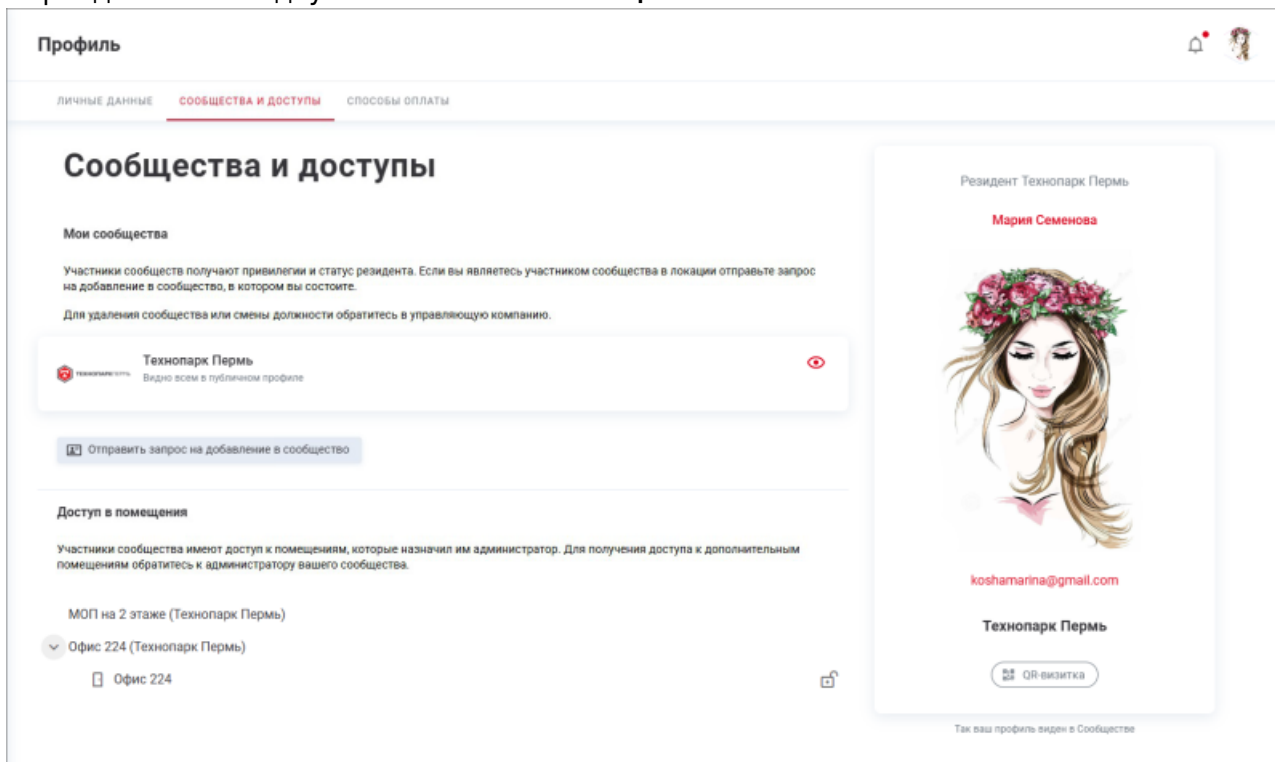 Профиль
ЛИЧНЫЕ ДАННЫЕ СООБЩЕСТВА И ДОСТУПЫ СПОСОБЫ ОПЛАТЫ
Сообщества и доступы
Мои сообщества
Участники сообществ получают привилегии и статус резидента. Если вы являетесь участником сообщества в локации отправьте запрос
на добавление в сообщество, в котором вы состоите.
Для удаления сообщества или смены должности обратитесь в управляющую компанию.
ТЕХНОПАРК ПЕРМЬ
Технопарк Пермь
Видно всем в публичном профиле
Отправить запрос на добавление в сообщество
Доступ в помещения
Участники сообщества имеют доступ к помещениям, которые назначил им администратор. Для получения доступа к дополнительным
помещениям обратитесь к администратору вашего сообщества.
МОП на 2 этаже (Технопарк Пермь)
Офис 224 (Технопарк Пермь)
Офис 224
Резидент Технопарк Пермь
Мария Семенова
koshamarina@gmail.com
Технопарк Пермь
QR-визитка
Так ваш профиль виден в Сообществе